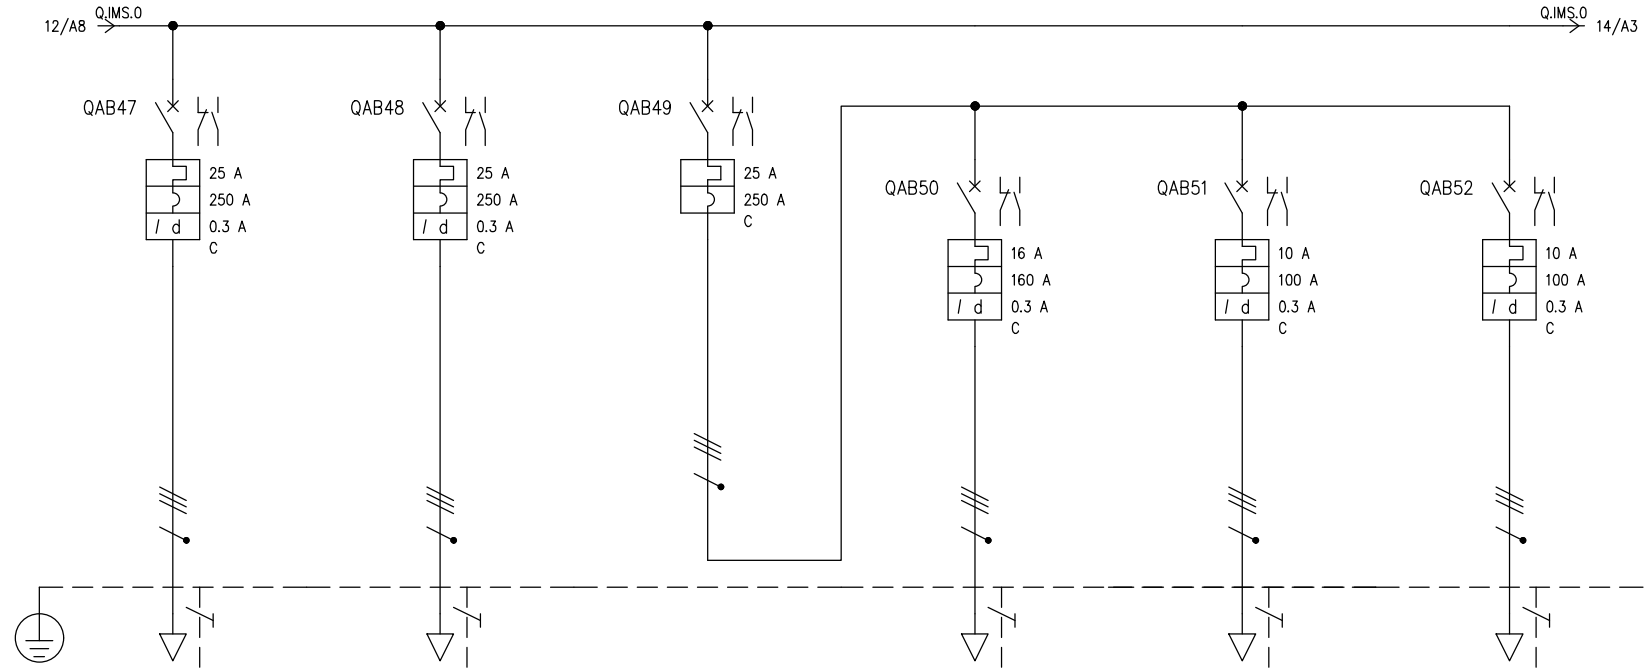 Q.IMS.0
12/A8
Q.IMS.0
14/A3
QAB47
25 A
250 A
I d
0.3 A
C
QAB48
25 A
250 A
I d
0.3 A
C
QAB49
25 A
250 A
C
QAB50
16 A
160 A
I d
0.3 A
C
QAB51
10 A
100 A
I d
0.3 A
C
QAB52
10 A
100 A
I d
0.3 A
C